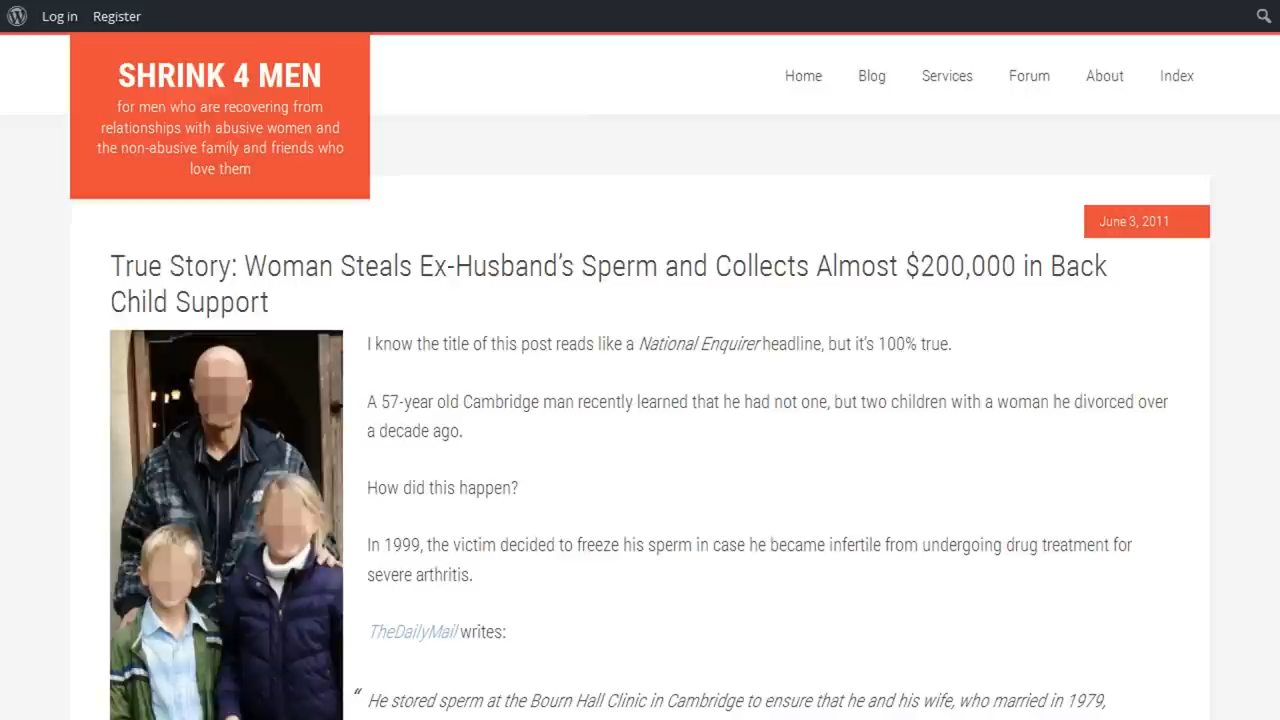 Log in Register
SHRINK 4 MEN
for men who are recovering from
relationships with abusive women and
the non-abusive family and friends who
love them
Home Blog Services Forum About Index
June 3, 2011
True Story: Woman Steals Ex-Husband’s Sperm and Collects Almost $200,000 in Back
Child Support
I know the title of this post reads like a National Enquirer headline, but it’s 100% true.
A 57-year old Cambridge man recently learned that he had not one, but two children with a woman he divorced over
a decade ago.
How did this happen?
In 1999, the victim decided to freeze his sperm in case he became infertile from undergoing drug treatment for
severe arthritis.
TheDailyMail writes:
“ He stored sperm at the Bourn Hall Clinic in Cambridge to ensure that he and his wife, who married in 1979,